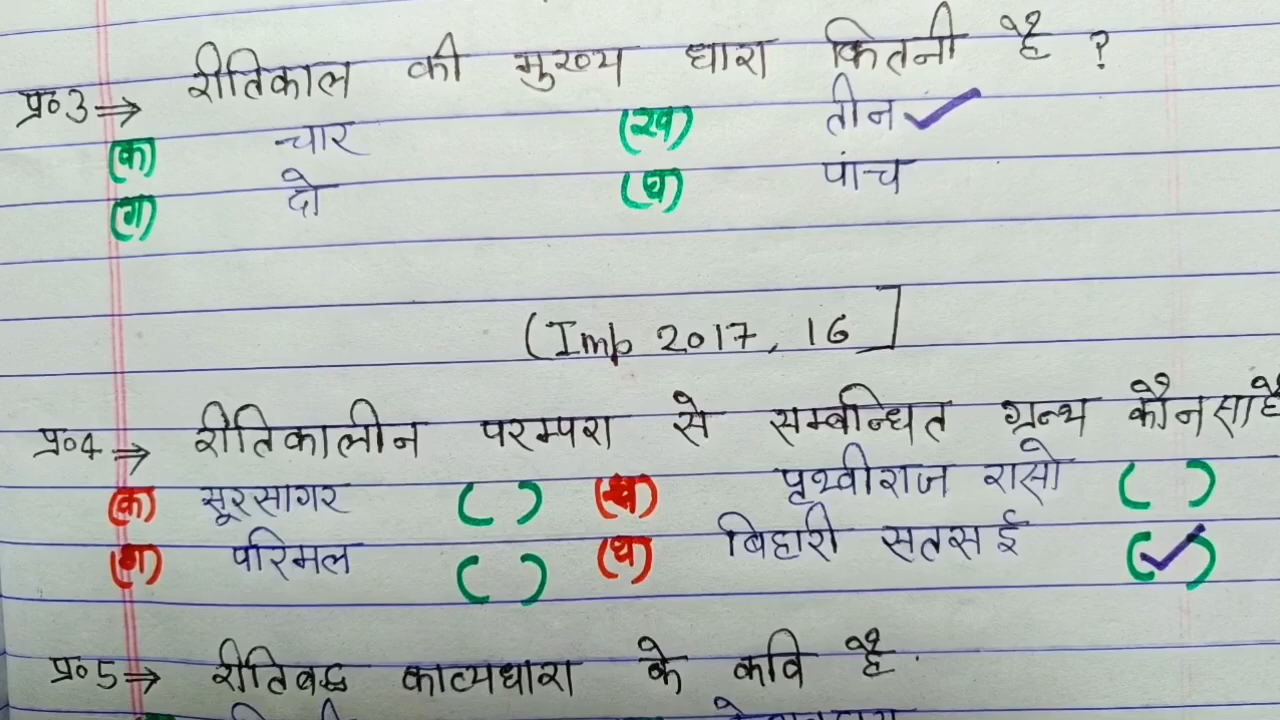 प्र०3⇒ रीतिकाल की मुख्य धारा कितनी है ?
(क) चार (ख) तीन ✓
(ग) दो (घ) पांच
(Imp 2017, 16]
प्र०4⇒ रीतिकालीन परम्परा से सम्बन्धित ग्रन्थ कौनसा है
(क) सूरसागर ( ) (ख) पृथ्वीराज रासो ( )
(ग) परिमल ( ) (घ) बिहारी सतसई (✓)
प्र०5⇒ रीतिबद्ध काव्यधारा के कवि है.